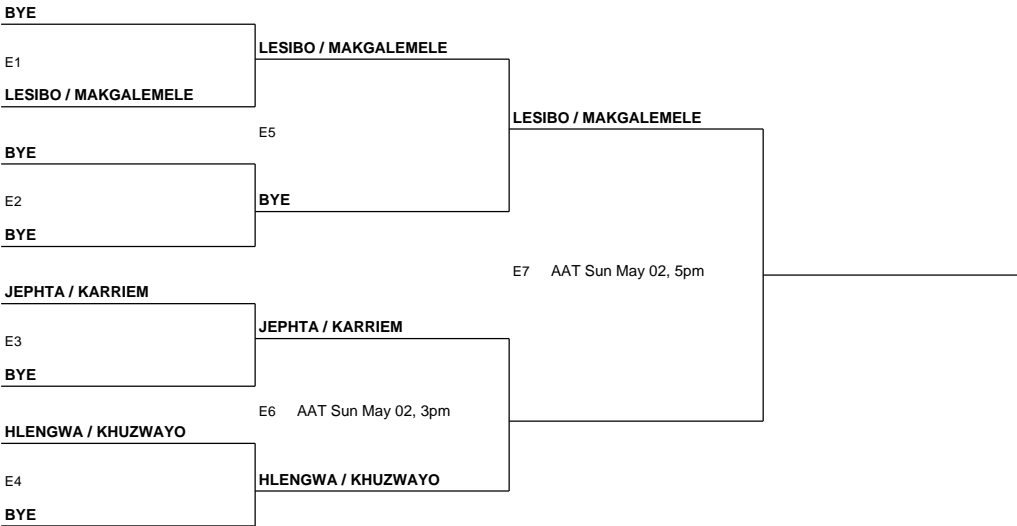 BYE
E1
LESIBO / MAKGALEMELE
LESIBO / MAKGALEMELE
E5
LESIBO / MAKGALEMELE
BYE
E2
BYE
BYE
E7 AAT Sun May 02, 5pm
JEPHTA / KARRIEM
E3
JEPHTA / KARRIEM
BYE
E6 AAT Sun May 02, 3pm
HLENGWA / KHUZWAYO
E4
HLENGWA / KHUZWAYO
BYE